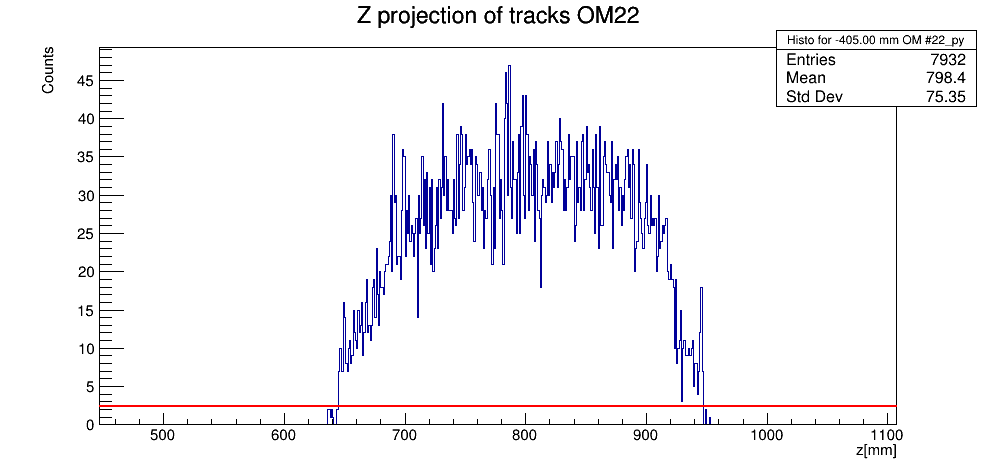 Z projection of tracks OM22
Histo for -405.00 mm OM #22_py
Entries 7932
Mean 798.4
Std Dev 75.35
Counts
45
40
35
30
25
20
15
10
5
0
500 600 700 800 900 1000 1100
z[mm]